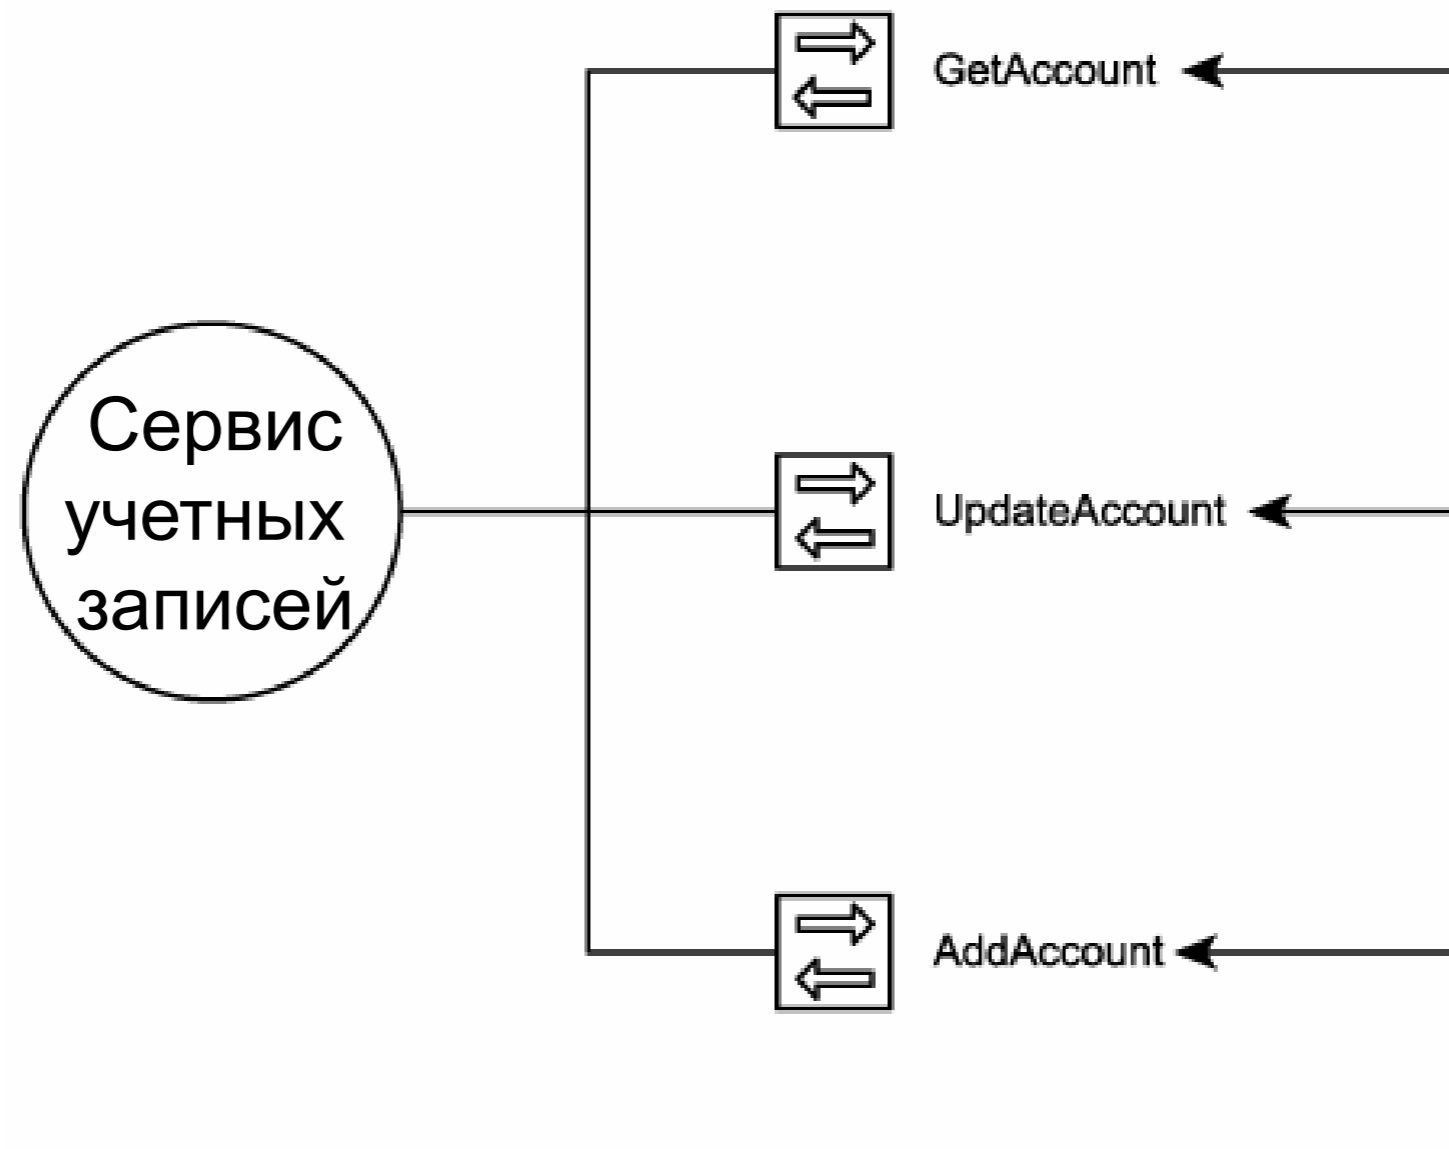 GetAccount
Сервис
учетных
записей
UpdateAccount
AddAccount